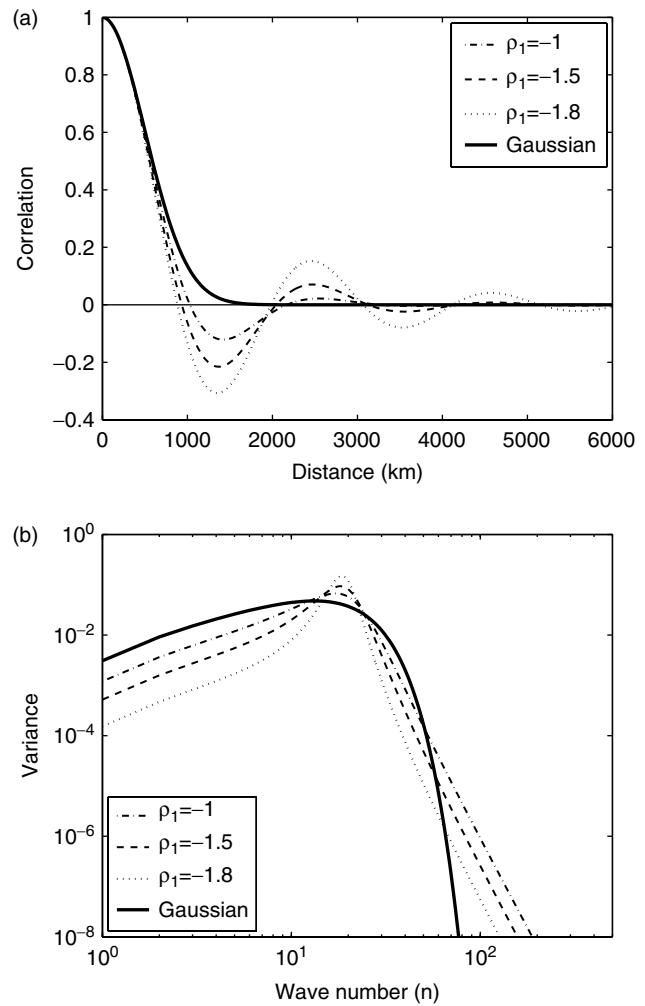 (a)
1
0.8
0.6
0.4
0.2
0
−0.2
−0.4
Correlation
0 1000 2000 3000 4000 5000 6000
Distance (km)
ρ1=−1
ρ1=−1.5
ρ1=−1.8
Gaussian
(b)
10^0
10^−2
10^−4
10^−6
10^−8
Variance
10^0 10^1 10^2
Wave number (n)
ρ1=−1
ρ1=−1.5
ρ1=−1.8
Gaussian